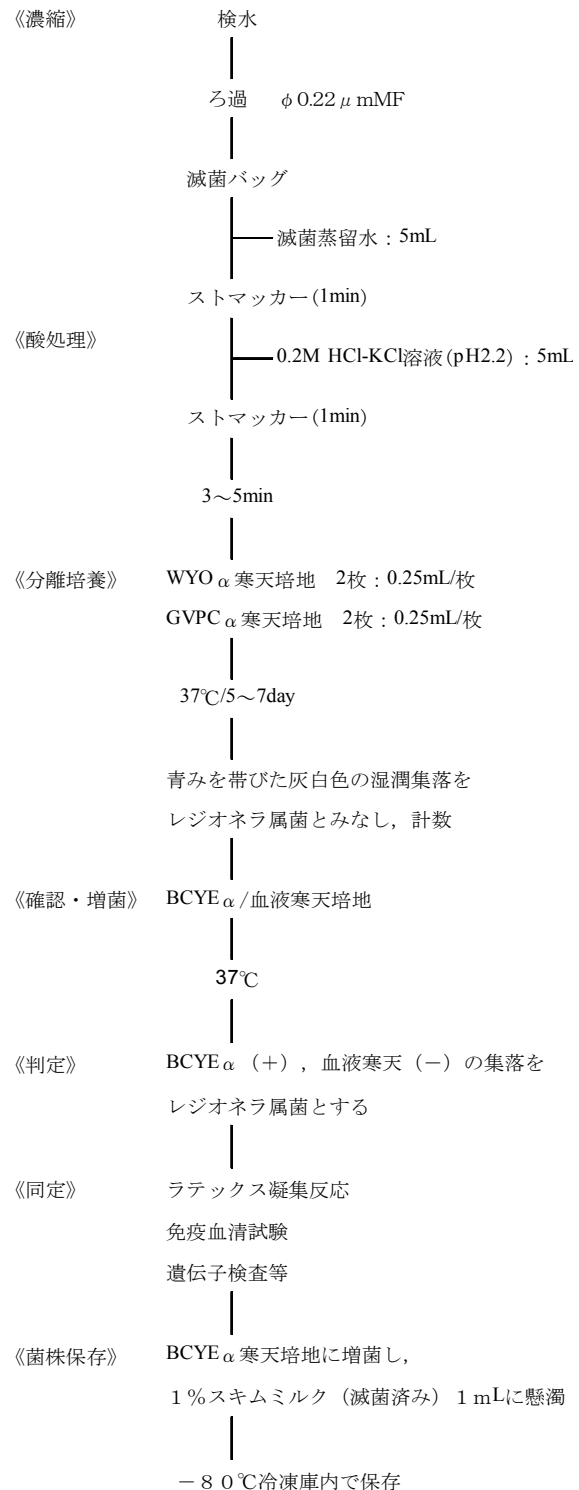 《濃縮》 検水
ろ過 φ0.22μmMF
滅菌バッグ
滅菌蒸留水：5mL
ストマッカー(1min)
《酸処理》
0.2M HCl-KCl溶液(pH2.2)：5mL
ストマッカー(1min)
3～5min
《分離培養》 WYOα寒天培地 2枚：0.25mL/枚
GVPCα寒天培地 2枚：0.25mL/枚
37℃/5～7day
青みを帯びた灰白色の湿潤集落を
レジオネラ属菌とみなし，計数
《確認・増菌》 BCYEα/血液寒天培地
37℃
《判定》 BCYEα（＋），血液寒天（－）の集落を
レジオネラ属菌とする
《同定》 ラテックス凝集反応
免疫血清試験
遺伝子検査等
《菌株保存》 BCYEα寒天培地に増菌し，
１％スキムミルク（滅菌済み）１mLに懸濁
－８０℃冷凍庫内で保存